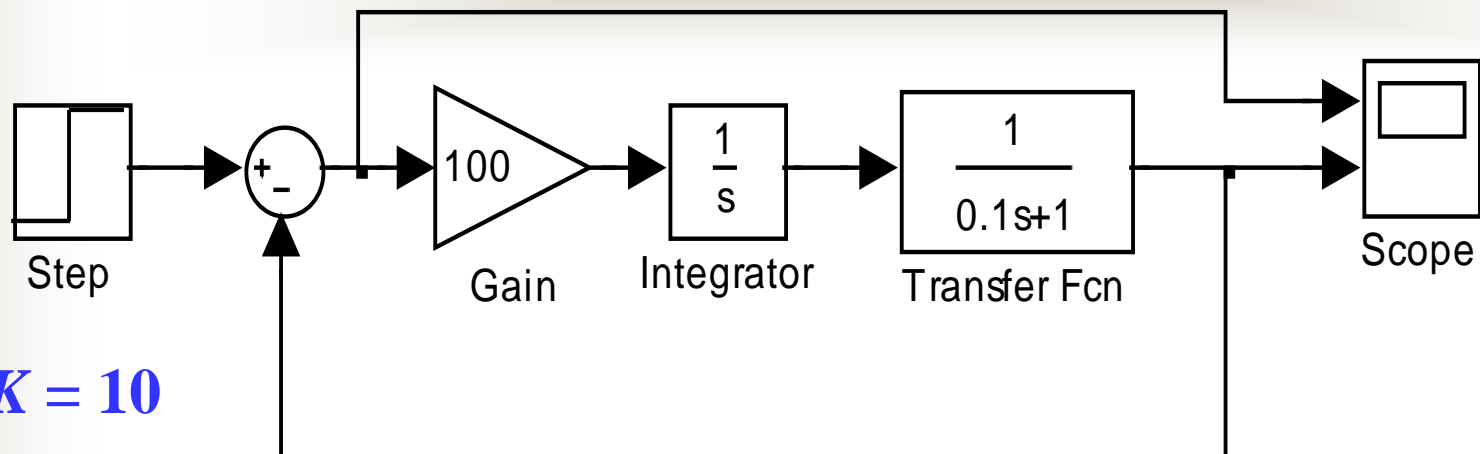 +
−
100
1
s
1
0.1s+1
Step
Gain
Integrator
Transfer Fcn
Scope
K = 10